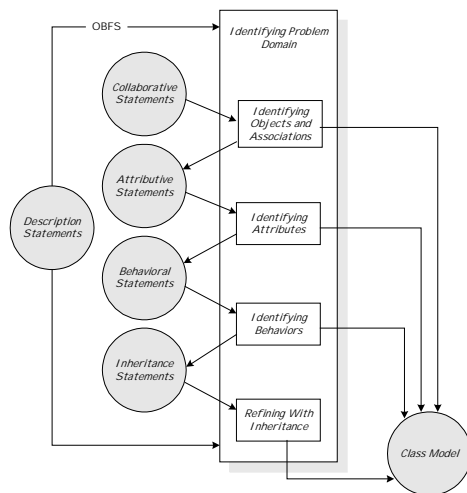 OBFS
Identifying Problem
Domain
Collaborative
Statements
Identifying
Objects and
Associations
Attributive
Statements
Description
Statements
Identifying
Attributes
Behavioral
Statements
Identifying
Behaviors
Inheritance
Statements
Refining With
Inheritance
Class Model